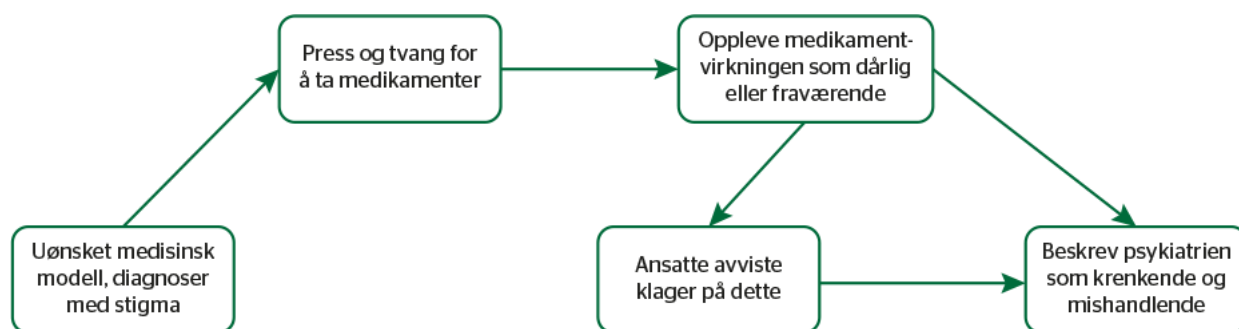 Press og tvang for
å ta medikamenter
Oppleve medikament-
virkningen som dårlig
eller fraværende
Uønsket medisinsk
modell, diagnoser
med stigma
Ansatte avviste
klager på dette
Beskrev psykiatrien
som krenkende og
mishandlende